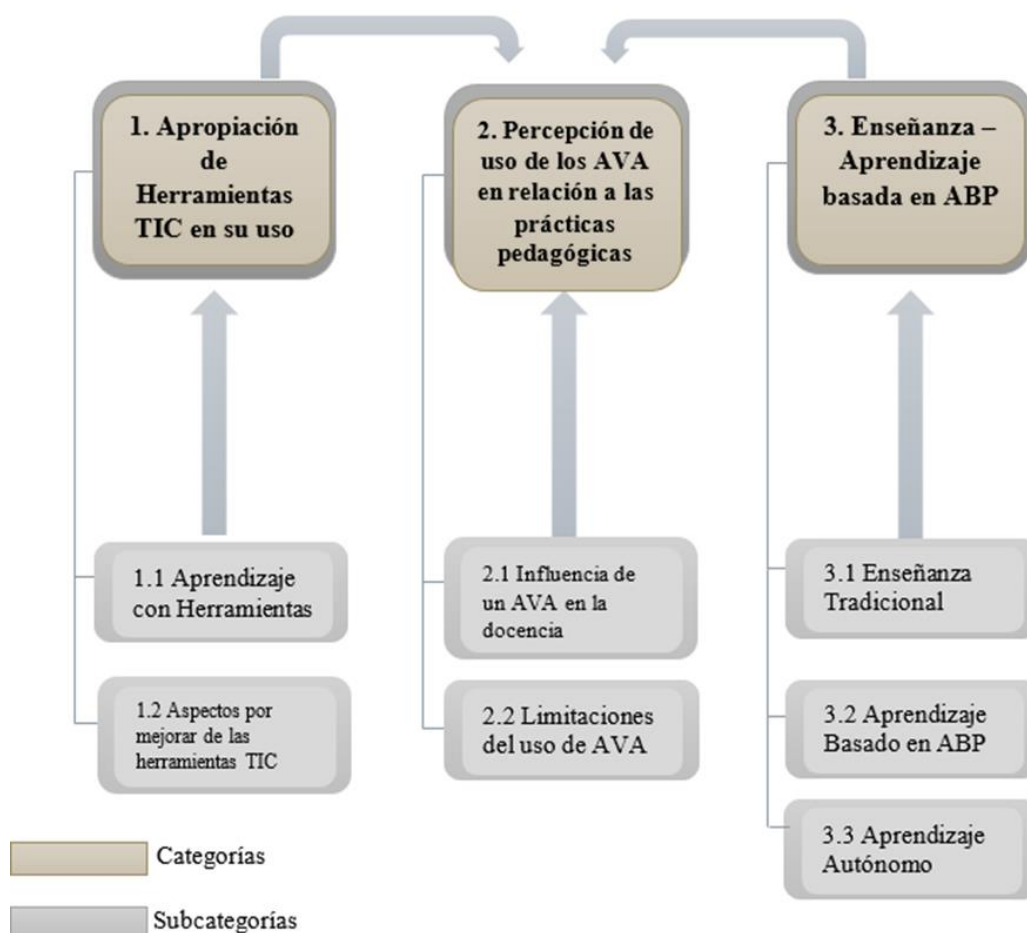 1. Apropiación
de
Herramientas
TIC en su uso
2. Percepción de
uso de los AVA
en relación a las
prácticas
pedagógicas
3. Enseñanza –
Aprendizaje
basada en ABP
1.1 Aprendizaje
con Herramientas
1.2 Aspectos por
mejorar de las
herramientas TIC
2.1 Influencia de
un AVA en la
docencia
2.2 Limitaciones
del uso de AVA
3.1 Enseñanza
Tradicional
3.2 Aprendizaje
Basado en ABP
3.3 Aprendizaje
Autónomo
Categorías
Subcategorías